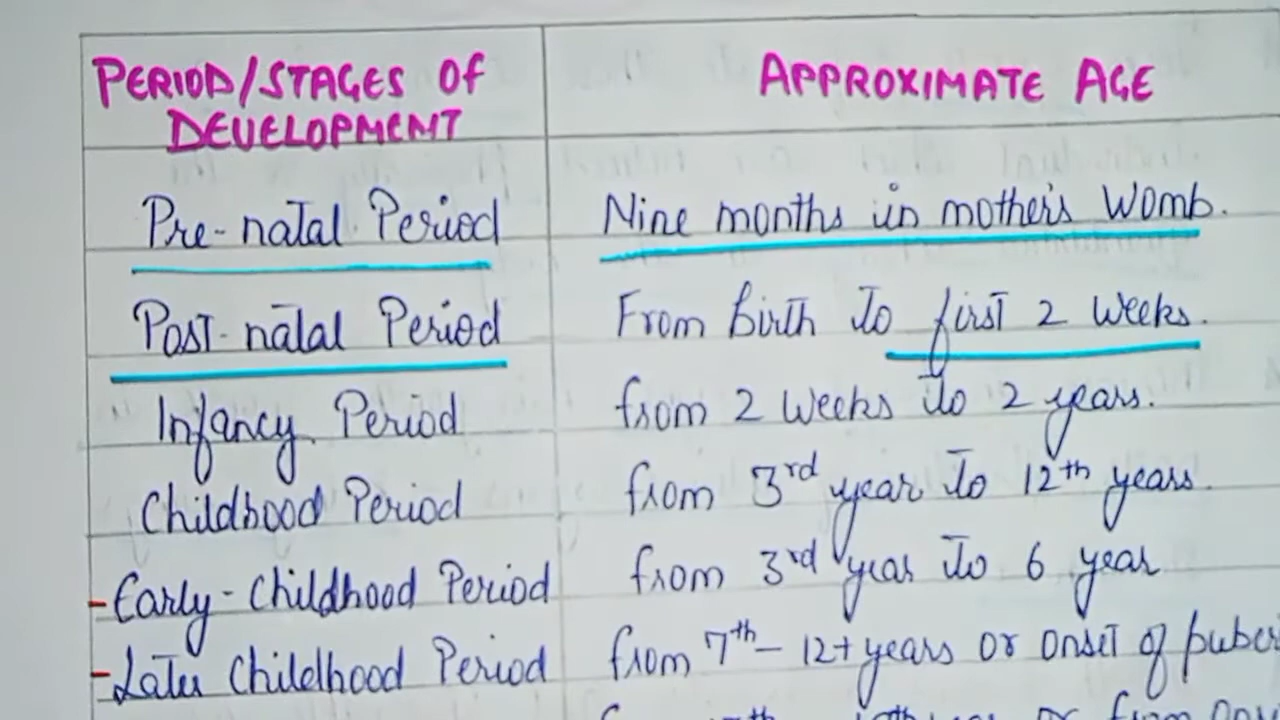 PERIOD/STAGES OF DEVELOPMENT APPROXIMATE AGE
Pre-natal Period Nine months in mother's Womb.
Post-natal Period From birth to first 2 weeks.
Infancy Period from 2 weeks to 2 years.
Childhood Period from 3rd year to 12th years.
-Early-Childhood Period from 3rd year to 6 year
-Later Childhood Period from 7th - 12+ years or onset of